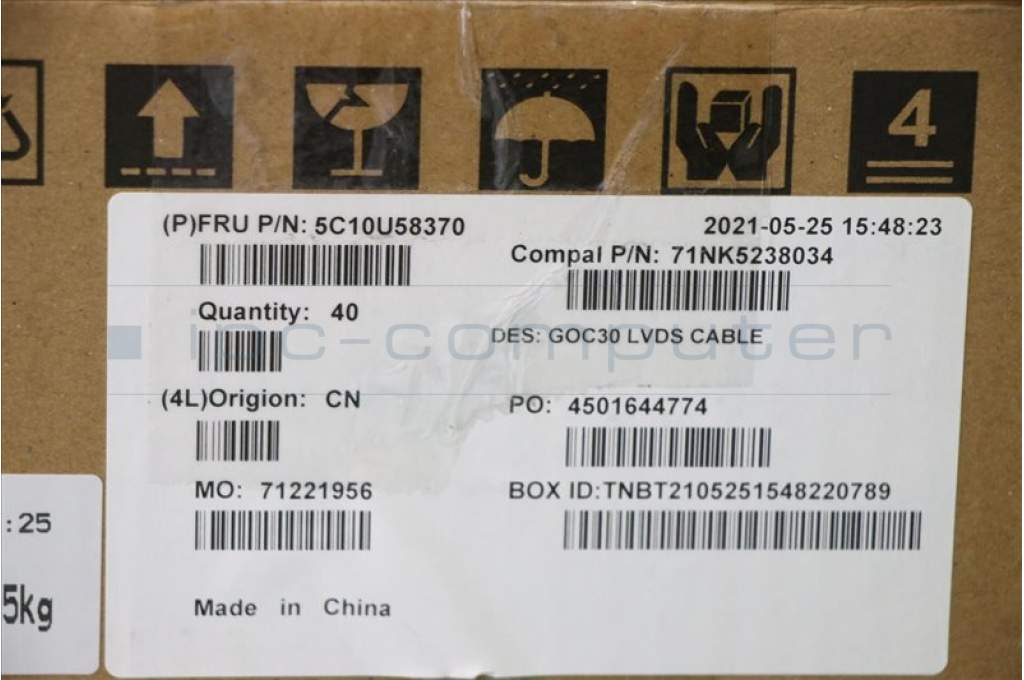 4
(P)FRU P/N: 5C10U58370
2021-05-25 15:48:23
Compal P/N: 71NK5238034
Quantity: 40
DES: GOC30 LVDS CABLE
ipc-computer
(4L)Origion: CN
PO: 4501644774
MO: 71221956
BOX ID:TNBT2105251548220789
:25
5kg
Made in China